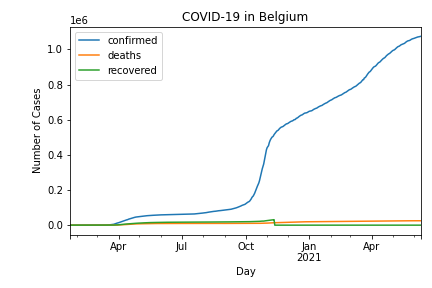 COVID-19 in Belgium
1e6
confirmed
deaths
recovered
Number of Cases
1.0
0.8
0.6
0.4
0.2
0.0
Apr
Jul
Oct
Jan
2021
Apr
Day